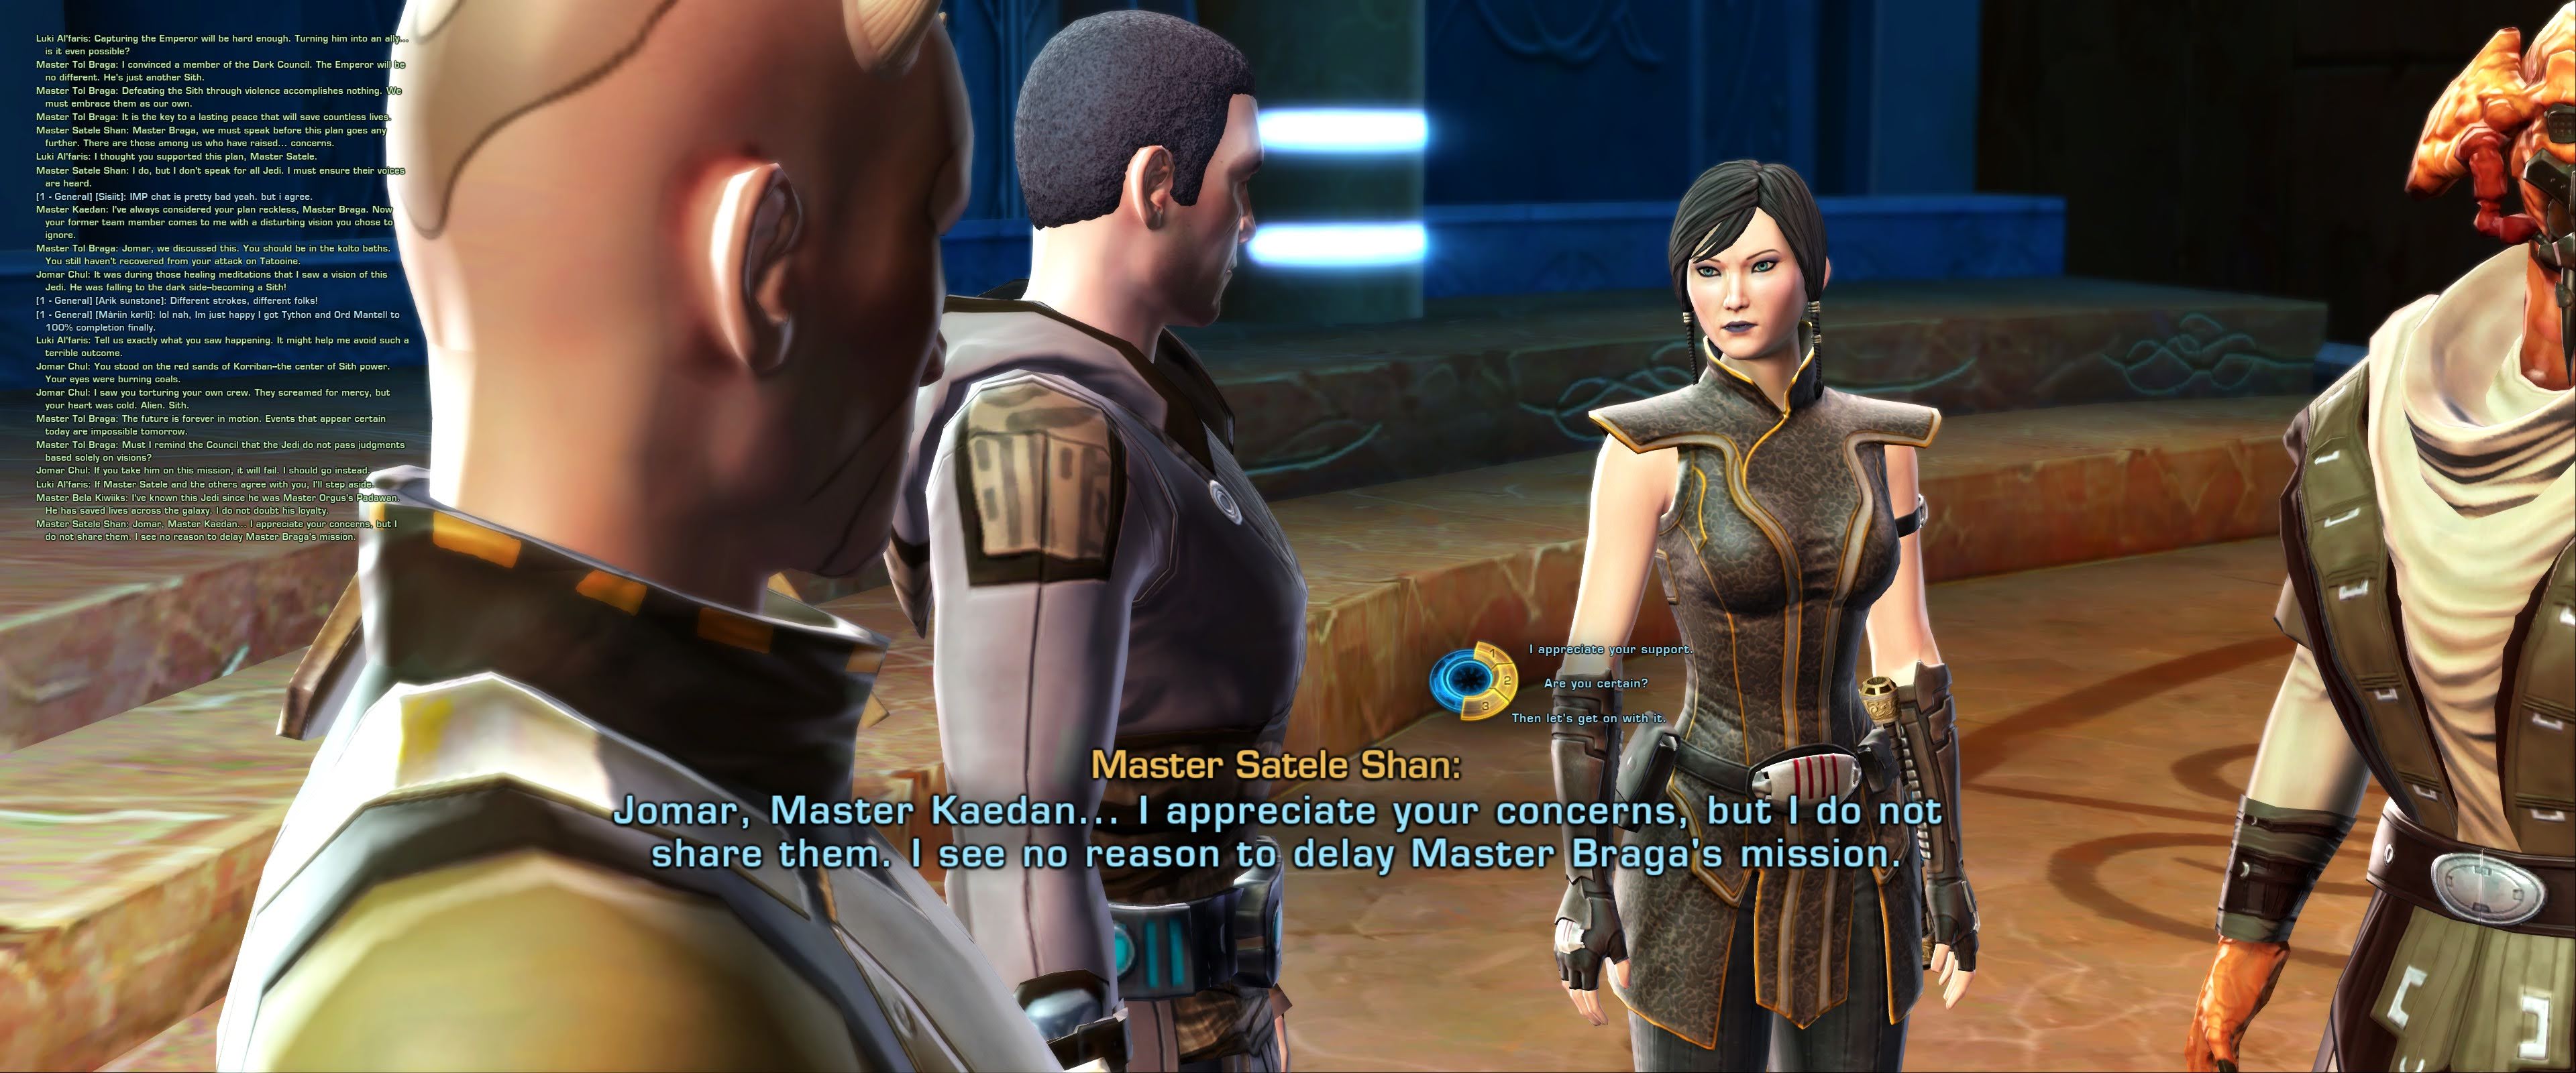 Luki Al'faris: Capturing the Emperor will be hard enough. Turning him into an ally...
is it even possible?
Master Tol Braga: I convinced a member of the Dark Council. The Emperor will be
no different. He's just another Sith.
Master Tol Braga: Defeating the Sith through violence accomplishes nothing. We
must embrace them as our own.
Master Tol Braga: It is the key to a lasting peace that will save countless lives.
Master Satele Shan: Master Braga, we must speak before this plan goes any
further. There are those among us who have raised... concerns.
Luki Al'faris: I thought you supported this plan, Master Satele.
Master Satele Shan: I do, but I don't speak for all Jedi. I must ensure their voices
are heard.
[1 - General] [Sisiit]: IMP chat is pretty bad yeah. but i agree.
Master Kaedan: I've always considered your plan reckless, Master Braga. Now
your former team member comes to me with a disturbing vision you chose to
ignore.
Master Tol Braga: Jomar, we discussed this. You should be in the kolto baths.
You still haven't recovered from your attack on Tatooine.
Jomar Chul: It was during those healing meditations that I saw a vision of this
Jedi. He was falling to the dark side–becoming a Sith!
[1 - General] [Arik sunstone]: Different strokes, different folks!
[1 - General] [Màriin kørli]: lol nah, Im just happy I got Tython and Ord Mantell to
100% completion finally.
Luki Al'faris: Tell us exactly what you saw happening. It might help me avoid such a
terrible outcome.
Jomar Chul: You stood on the red sands of Korriban–the center of Sith power.
Your eyes were burning coals.
Jomar Chul: I saw you torturing your own crew. They screamed for mercy, but
your heart was cold. Alien. Sith.
Master Tol Braga: The future is forever in motion. Events that appear certain
today are impossible tomorrow.
Master Tol Braga: Must I remind the Council that the Jedi do not pass judgments
based solely on visions?
Jomar Chul: If you take him on this mission, it will fail. I should go instead.
Luki Al'faris: If Master Satele and the others agree with you, I'll step aside.
Master Bela Kiwiiks: I've known this Jedi since he was Master Orgus's Padawan.
He has saved lives across the galaxy. I do not doubt his loyalty.
Master Satele Shan: Jomar, Master Kaedan... I appreciate your concerns, but I
do not share them. I see no reason to delay Master Braga's mission.
1 I appreciate your support.
2 Are you certain?
3 Then let's get on with it.
Master Satele Shan:
Jomar, Master Kaedan... I appreciate your concerns, but I do not
share them. I see no reason to delay Master Braga's mission.